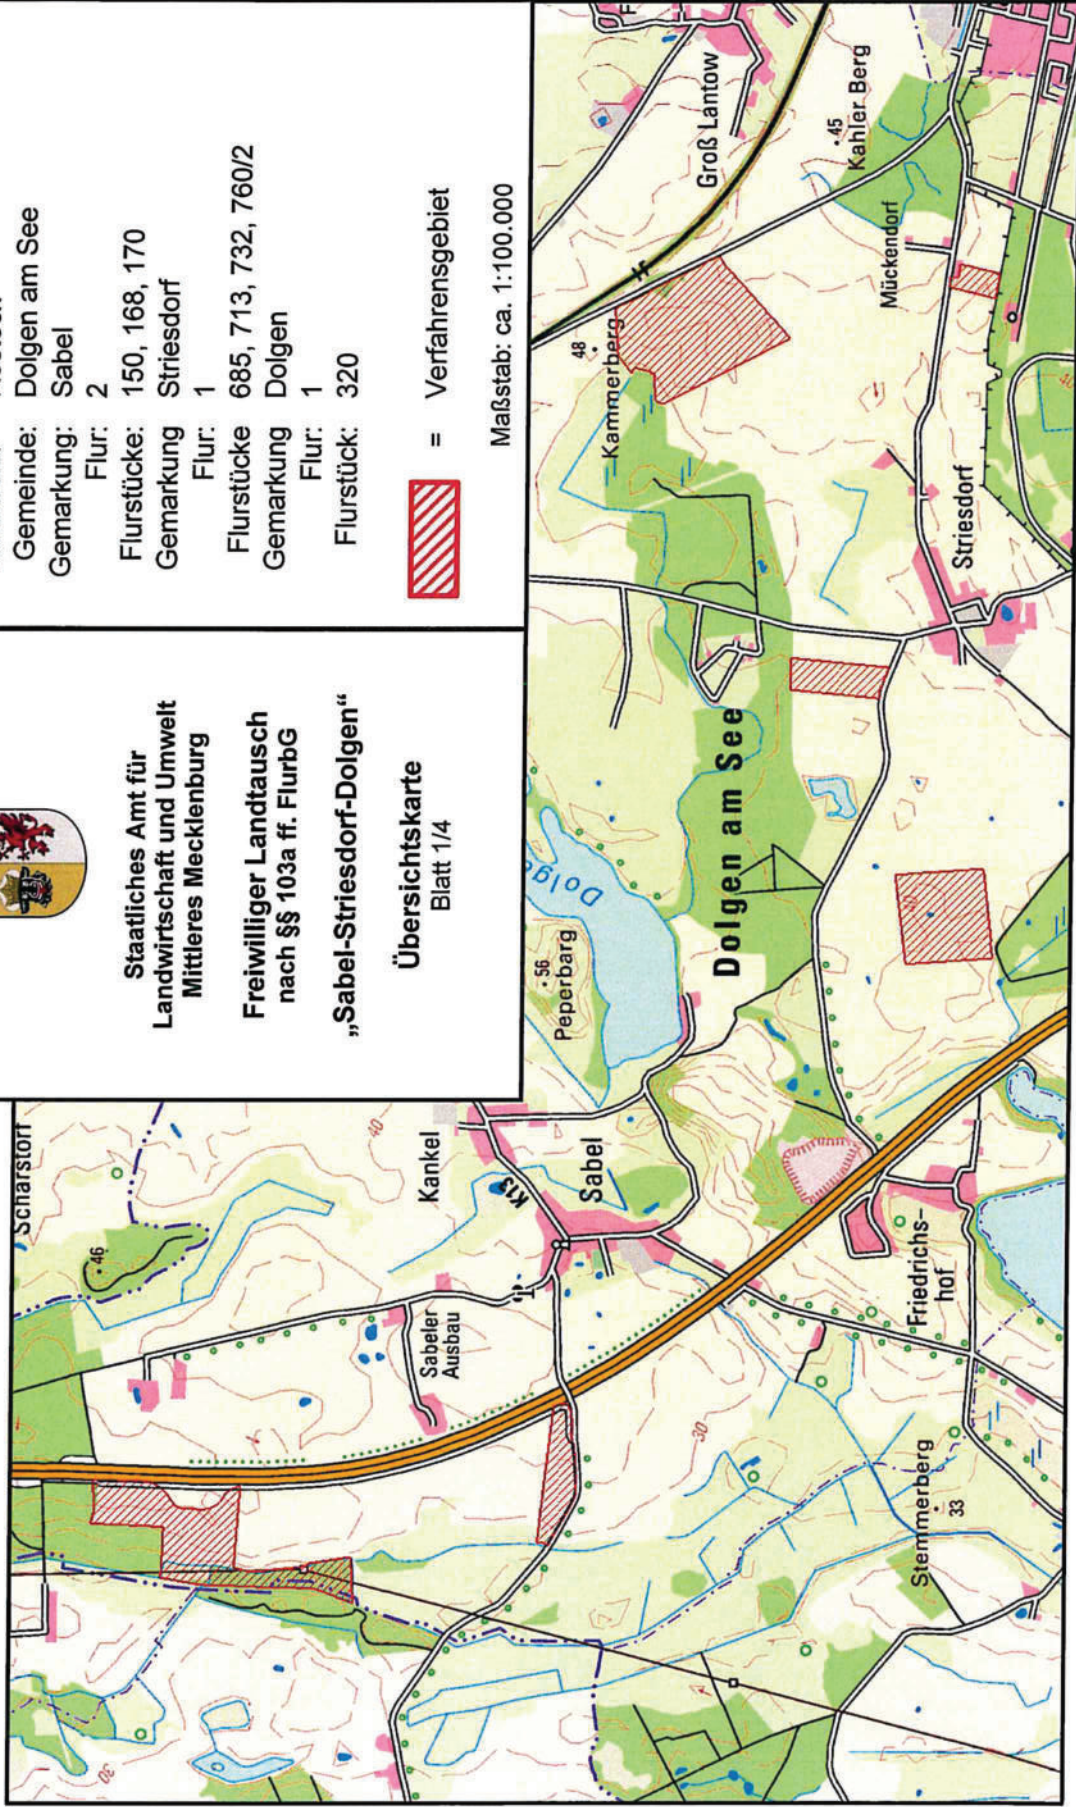 Staatliches Amt für
Landwirtschaft und Umwelt
Mittleres Mecklenburg
Freiwilliger Landtausch
nach §§ 103a ff. FlurbG
„Sabel-Striesdorf-Dolgen“
Übersichtskarte
Blatt 1/4
Gemeinde: Dolgen am See
Gemarkung: Sabel
Flur: 2
Flurstücke: 150, 168, 170
Gemarkung Striesdorf
Flur: 1
Flurstücke 685, 713, 732, 760/2
Gemarkung Dolgen
Flur: 1
Flurstück: 320
= Verfahrensgebiet
Maßstab: ca. 1:100.000
Scharstorf
46
40
Kankel
K13
Sabel
Sabeler
Ausbau
30
30
Friedrichs-
hof
Stemmerberg
33
56
Peperbarg
Dolgen am See
48
Kammerberg
Groß Lantow
45
Kahler Berg
Mückendorf
Striesdorf
40